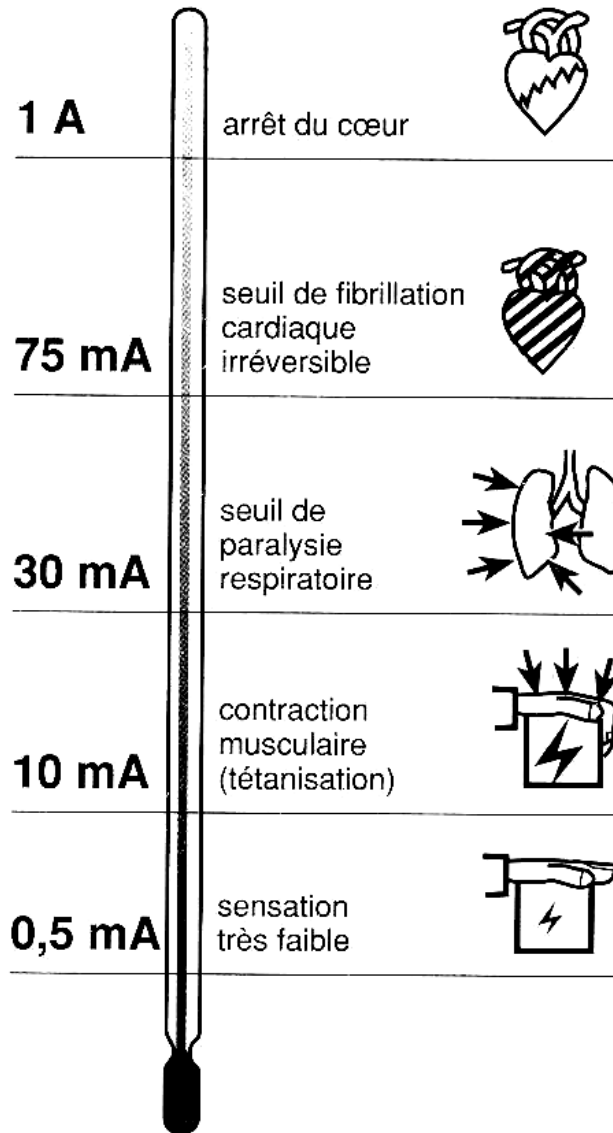 1 A
arrêt du cœur
75 mA
seuil de fibrillation
cardiaque
irréversible
30 mA
seuil de
paralysie
respiratoire
10 mA
contraction
musculaire
(tétanisation)
0,5 mA
sensation
très faible